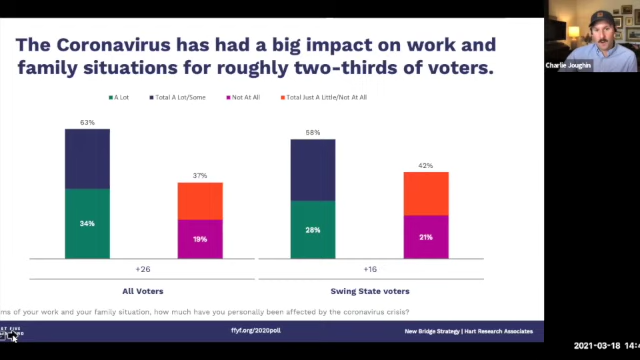 The Coronavirus has had a big impact on work and
family situations for roughly two-thirds of voters.
A Lot
Total A Lot/Some
Not At All
Total Just A Little/Not At All
63%
34%
37%
19%
58%
28%
42%
21%
+26
+16
All Voters
Swing State voters
ms of your work and your family situation, how much have you personally been affected by the coronavirus crisis?
ffyf.org/2020poll
New Bridge Strategy | Hart Research Associates
Charlie Joughin
2021-03-18 14:4